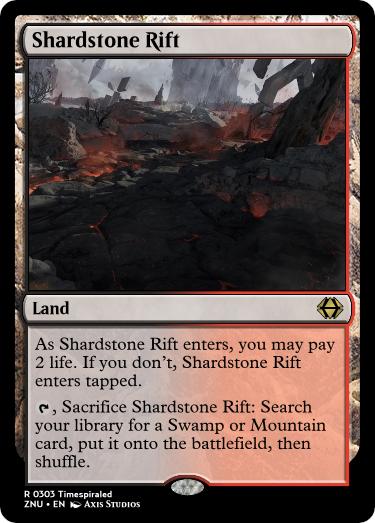 Shardstone Rift
Land
As Shardstone Rift enters, you may pay
2 life. If you don't, Shardstone Rift
enters tapped.
, Sacrifice Shardstone Rift: Search
your library for a Swamp or Mountain
card, put it onto the battlefield, then
shuffle.
R 0303 Timespiraled
ZNU • EN Axis Studios